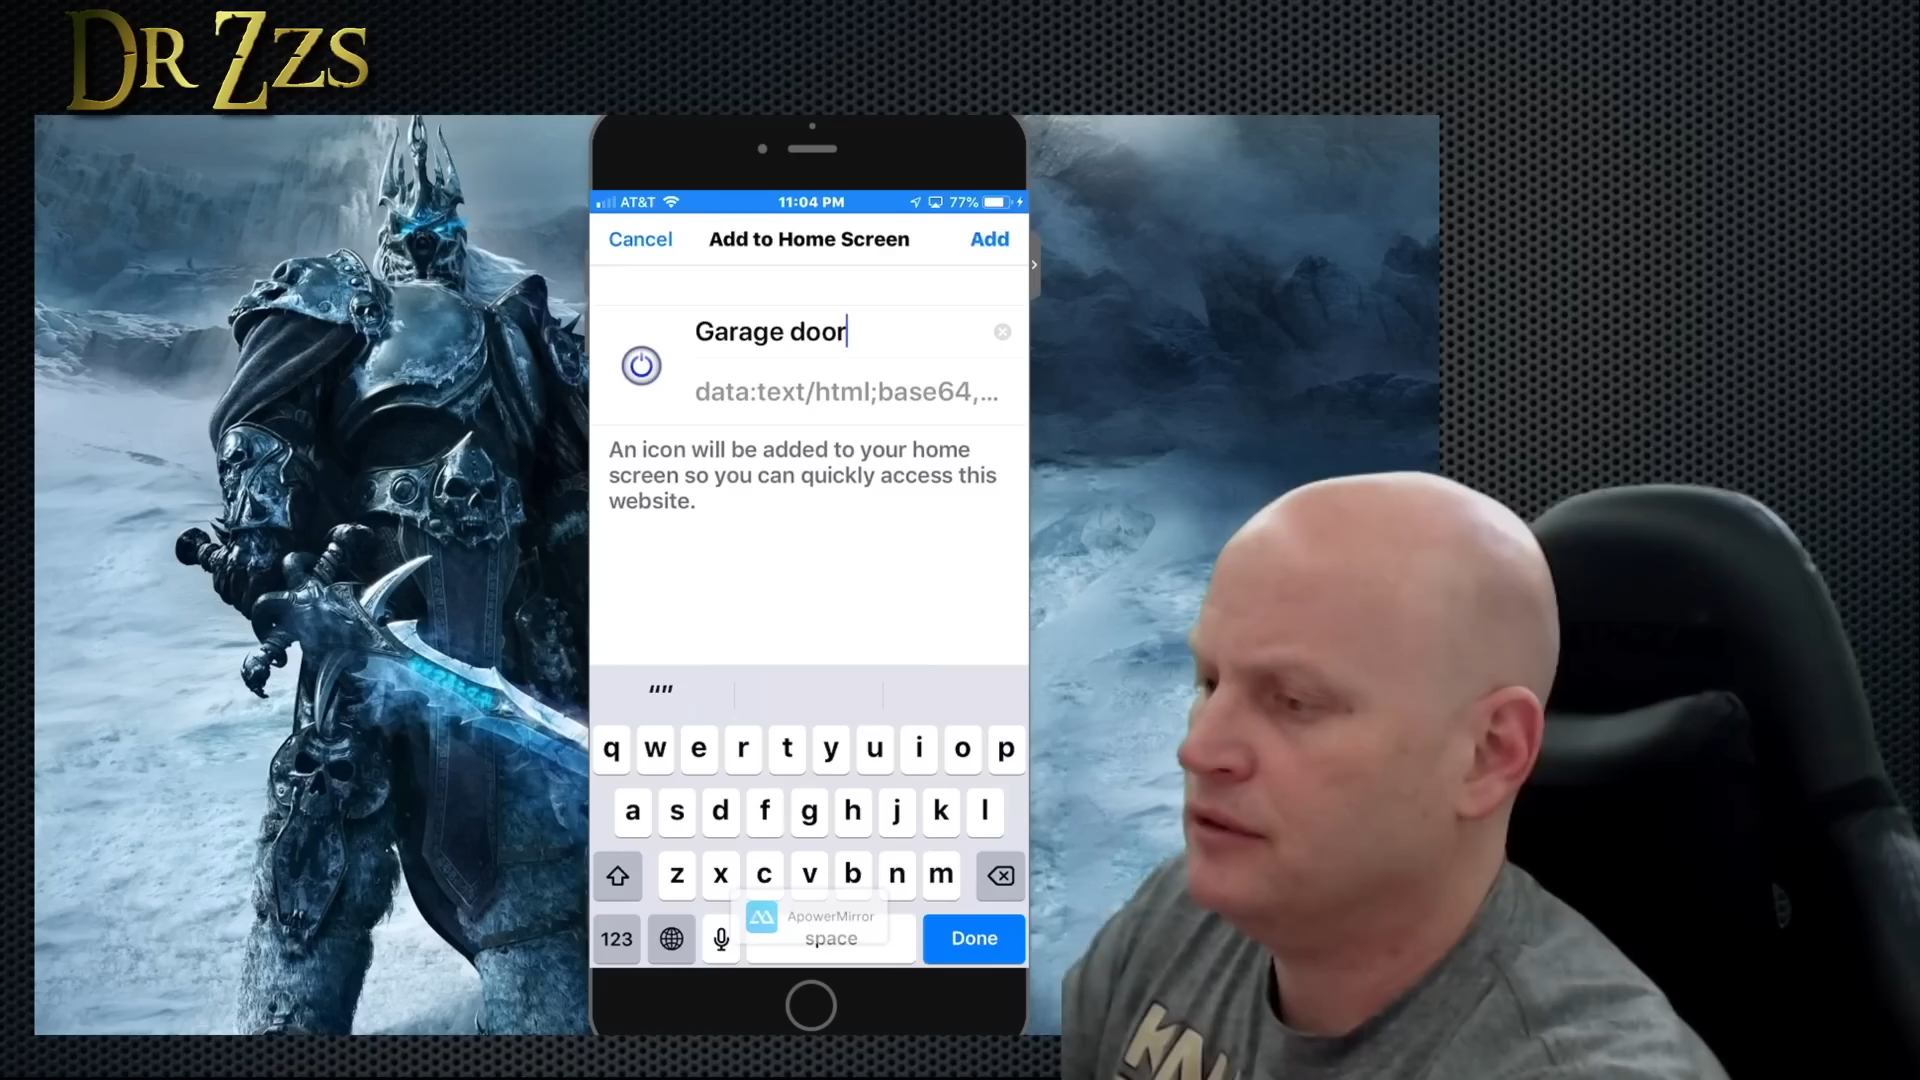 DR ZZS
AT&T
11:04 PM
77%
Cancel
Add to Home Screen
Add
Garage door
data:text/html;base64,...
An icon will be added to your home
screen so you can quickly access this
website.
“”
q w e r t y u i o p
a s d f g h j k l
z x c v b n m
ApowerMirror
123
space
Done